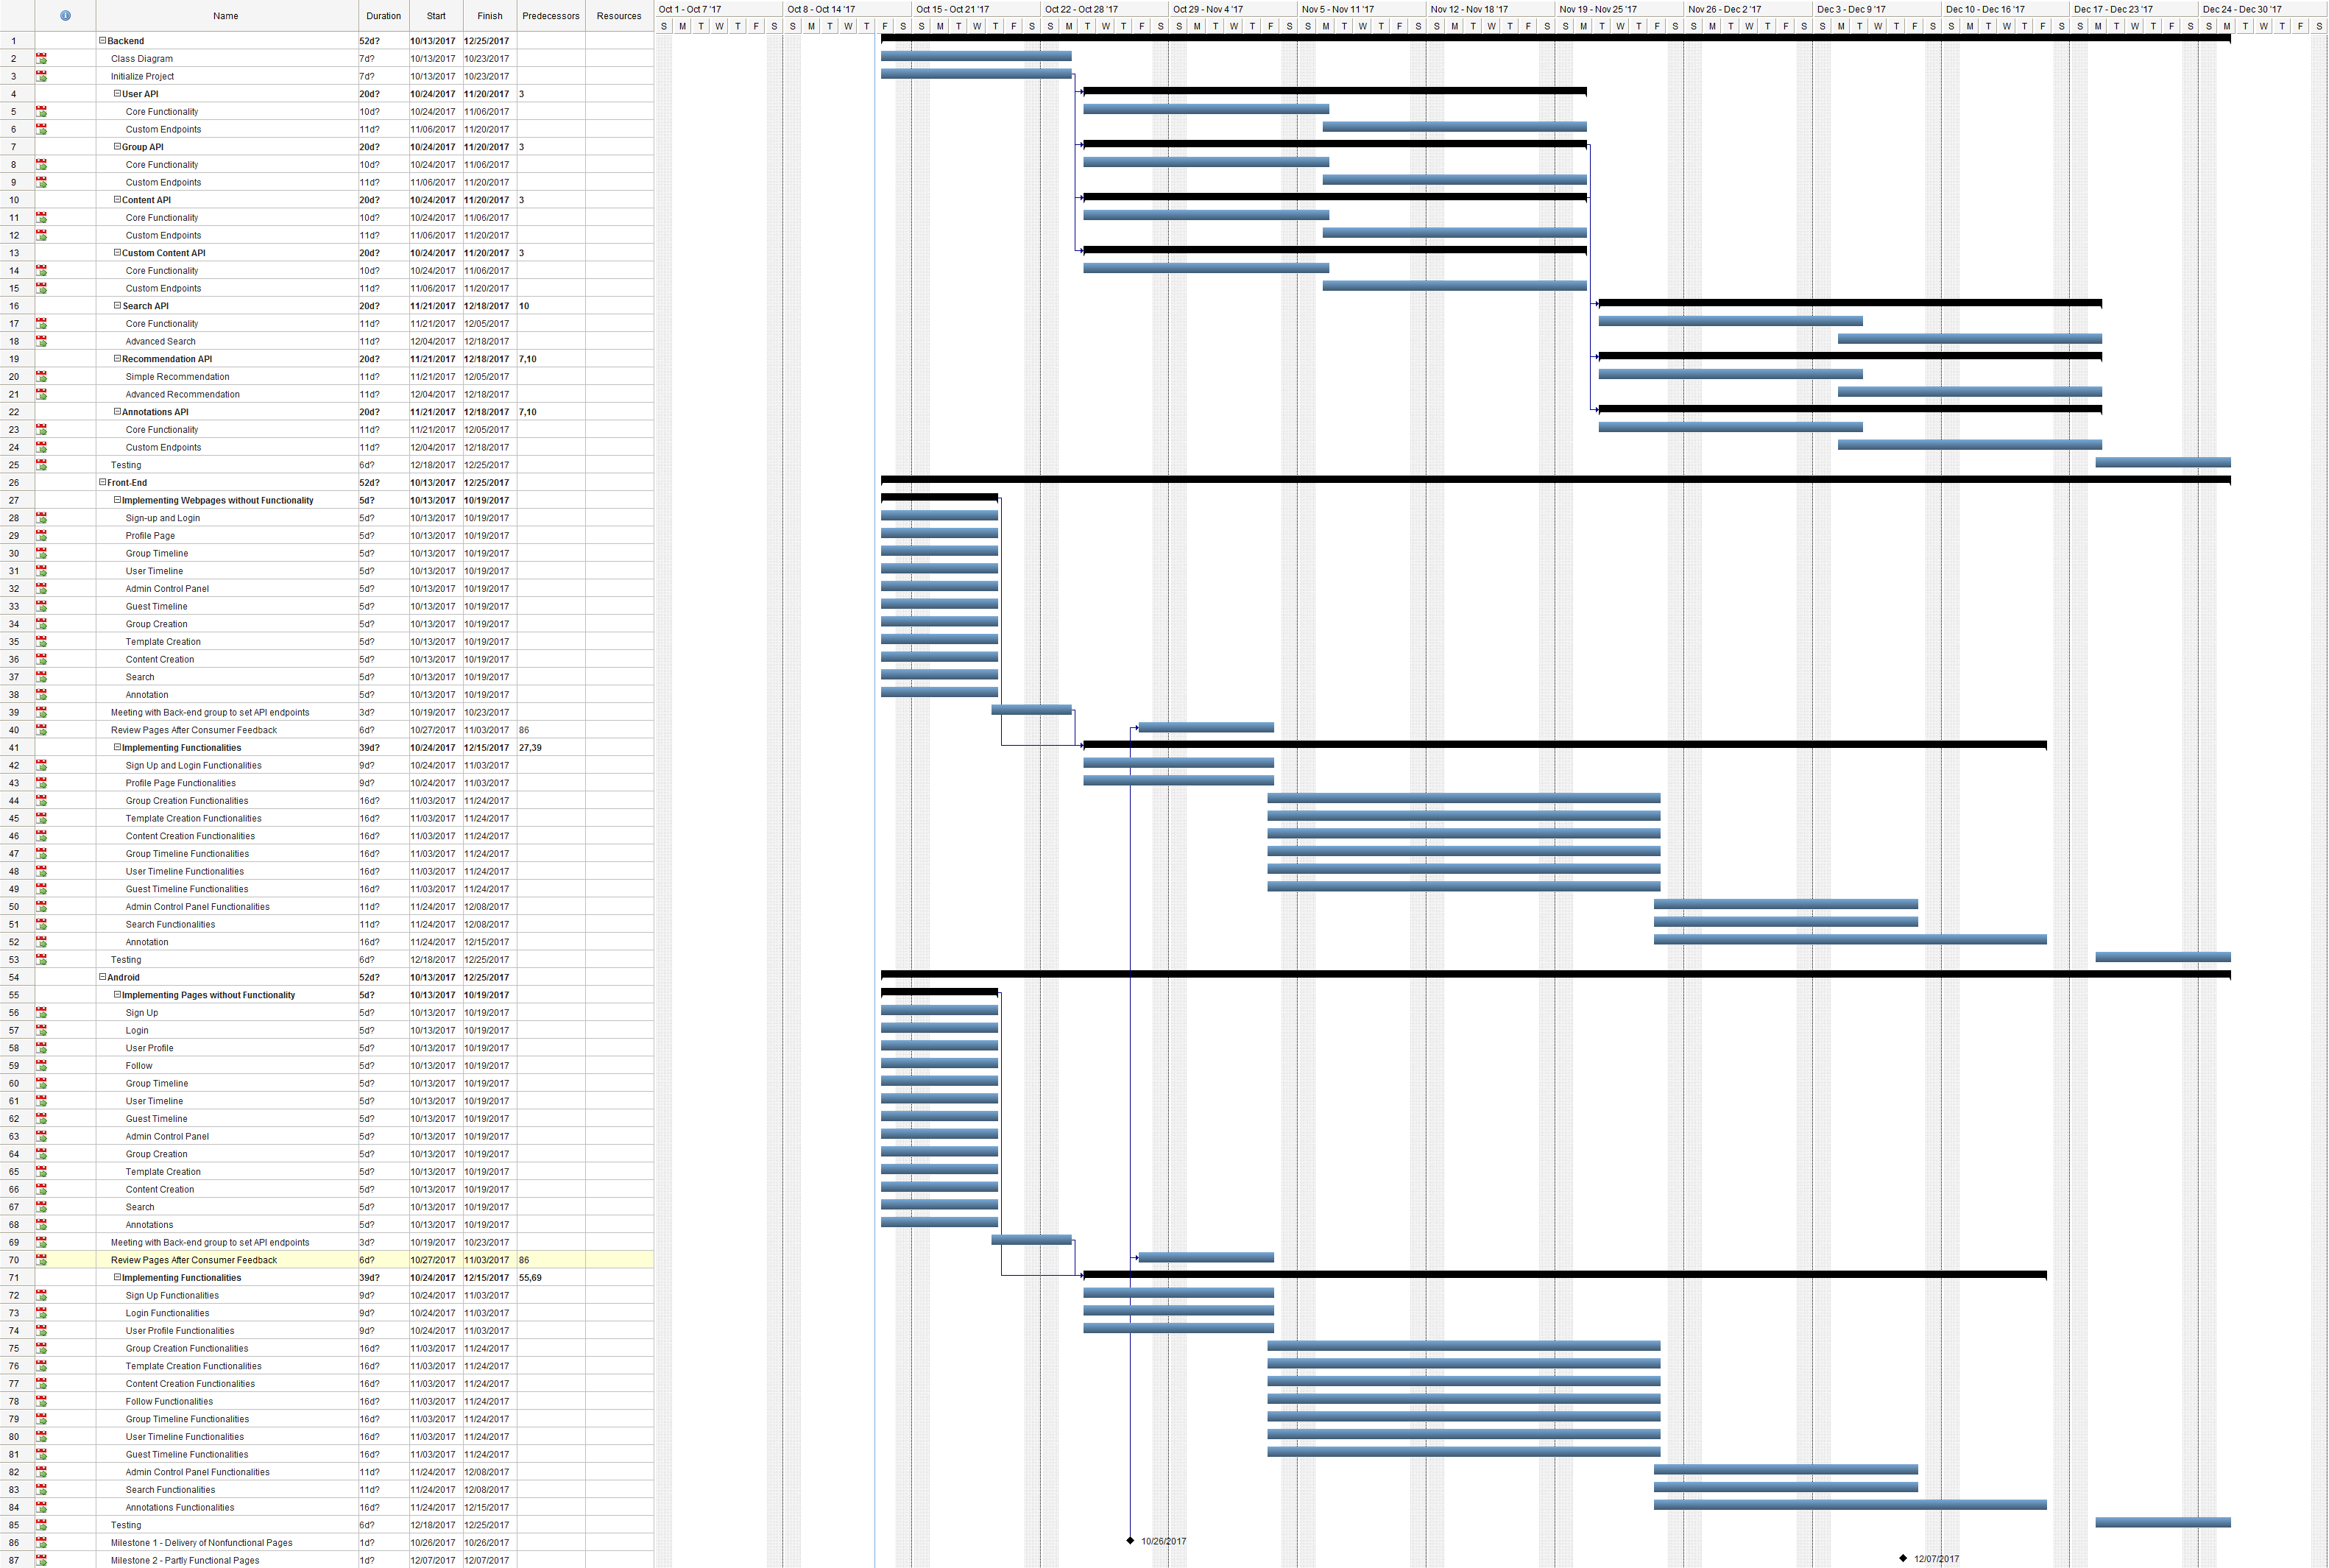 Name Duration Start Finish Predecessors Resources Oct 1 - Oct 7 '17 Oct 8 - Oct 14 '17 Oct 15 - Oct 21 '17 Oct 22 - Oct 28 '17 Oct 29 - Nov 4 '17 Nov 5 - Nov 11 '17 Nov 12 - Nov 18 '17 Nov 19 - Nov 25 '17 Nov 26 - Dec 2 '17 Dec 3 - Dec 9 '17 Dec 10 - Dec 16 '17 Dec 17 - Dec 23 '17 Dec 24 - Dec 30 '17
S M T W T F S S M T W T F S S M T W T F S S M T W T F S S M T W T F S S M T W T F S S M T W T F S S M T W T F S S M T W T F S S M T W T F S S M T W T F S S M T W T F S S M T W T F S
1 Backend 52d? 10/13/2017 12/25/2017
2 Class Diagram 7d? 10/13/2017 10/23/2017
3 Initialize Project 7d? 10/13/2017 10/23/2017
4 User API 20d? 10/24/2017 11/20/2017 3
5 Core Functionality 10d? 10/24/2017 11/06/2017
6 Custom Endpoints 11d? 11/06/2017 11/20/2017
7 Group API 20d? 10/24/2017 11/20/2017 3
8 Core Functionality 10d? 10/24/2017 11/06/2017
9 Custom Endpoints 11d? 11/06/2017 11/20/2017
10 Content API 20d? 10/24/2017 11/20/2017 3
11 Core Functionality 10d? 10/24/2017 11/06/2017
12 Custom Endpoints 11d? 11/06/2017 11/20/2017
13 Custom Content API 20d? 10/24/2017 11/20/2017 3
14 Core Functionality 10d? 10/24/2017 11/06/2017
15 Custom Endpoints 11d? 11/06/2017 11/20/2017
16 Search API 20d? 11/21/2017 12/18/2017 10
17 Core Functionality 11d? 11/21/2017 12/05/2017
18 Advanced Search 11d? 12/04/2017 12/18/2017
19 Recommendation API 20d? 11/21/2017 12/18/2017 7,10
20 Simple Recommendation 11d? 11/21/2017 12/05/2017
21 Advanced Recommendation 11d? 12/04/2017 12/18/2017
22 Annotations API 20d? 11/21/2017 12/18/2017 7,10
23 Core Functionality 11d? 11/21/2017 12/05/2017
24 Custom Endpoints 11d? 12/04/2017 12/18/2017
25 Testing 6d? 12/18/2017 12/25/2017
26 Front-End 52d? 10/13/2017 12/25/2017
27 Implementing Webpages without Functionality 5d? 10/13/2017 10/19/2017
28 Sign-up and Login 5d? 10/13/2017 10/19/2017
29 Profile Page 5d? 10/13/2017 10/19/2017
30 Group Timeline 5d? 10/13/2017 10/19/2017
31 User Timeline 5d? 10/13/2017 10/19/2017
32 Admin Control Panel 5d? 10/13/2017 10/19/2017
33 Guest Timeline 5d? 10/13/2017 10/19/2017
34 Group Creation 5d? 10/13/2017 10/19/2017
35 Template Creation 5d? 10/13/2017 10/19/2017
36 Content Creation 5d? 10/13/2017 10/19/2017
37 Search 5d? 10/13/2017 10/19/2017
38 Annotation 5d? 10/13/2017 10/19/2017
39 Meeting with Back-end group to set API endpoints 3d? 10/19/2017 10/23/2017
40 Review Pages After Consumer Feedback 6d? 10/27/2017 11/03/2017 86
41 Implementing Functionalities 39d? 10/24/2017 12/15/2017 27,39
42 Sign Up and Login Functionalities 9d? 10/24/2017 11/03/2017
43 Profile Page Functionalities 9d? 10/24/2017 11/03/2017
44 Group Creation Functionalities 16d? 11/03/2017 11/24/2017
45 Template Creation Functionalities 16d? 11/03/2017 11/24/2017
46 Content Creation Functionalities 16d? 11/03/2017 11/24/2017
47 Group Timeline Functionalities 16d? 11/03/2017 11/24/2017
48 User Timeline Functionalities 16d? 11/03/2017 11/24/2017
49 Guest Timeline Functionalities 16d? 11/03/2017 11/24/2017
50 Admin Control Panel Functionalities 11d? 11/24/2017 12/08/2017
51 Search Functionalities 11d? 11/24/2017 12/08/2017
52 Annotation 16d? 11/24/2017 12/15/2017
53 Testing 6d? 12/18/2017 12/25/2017
54 Android 52d? 10/13/2017 12/25/2017
55 Implementing Pages without Functionality 5d? 10/13/2017 10/19/2017
56 Sign Up 5d? 10/13/2017 10/19/2017
57 Login 5d? 10/13/2017 10/19/2017
58 User Profile 5d? 10/13/2017 10/19/2017
59 Follow 5d? 10/13/2017 10/19/2017
60 Group Timeline 5d? 10/13/2017 10/19/2017
61 User Timeline 5d? 10/13/2017 10/19/2017
62 Guest Timeline 5d? 10/13/2017 10/19/2017
63 Admin Control Panel 5d? 10/13/2017 10/19/2017
64 Group Creation 5d? 10/13/2017 10/19/2017
65 Template Creation 5d? 10/13/2017 10/19/2017
66 Content Creation 5d? 10/13/2017 10/19/2017
67 Search 5d? 10/13/2017 10/19/2017
68 Annotations 5d? 10/13/2017 10/19/2017
69 Meeting with Back-end group to set API endpoints 3d? 10/19/2017 10/23/2017
70 Review Pages After Consumer Feedback 6d? 10/27/2017 11/03/2017 86
71 Implementing Functionalities 39d? 10/24/2017 12/15/2017 55,69
72 Sign Up Functionalities 9d? 10/24/2017 11/03/2017
73 Login Functionalities 9d? 10/24/2017 11/03/2017
74 User Profile Functionalities 9d? 10/24/2017 11/03/2017
75 Group Creation Functionalities 16d? 11/03/2017 11/24/2017
76 Template Creation Functionalities 16d? 11/03/2017 11/24/2017
77 Content Creation Functionalities 16d? 11/03/2017 11/24/2017
78 Follow Functionalities 16d? 11/03/2017 11/24/2017
79 Group Timeline Functionalities 16d? 11/03/2017 11/24/2017
80 User Timeline Functionalities 16d? 11/03/2017 11/24/2017
81 Guest Timeline Functionalities 16d? 11/03/2017 11/24/2017
82 Admin Control Panel Functionalities 11d? 11/24/2017 12/08/2017
83 Search Functionalities 11d? 11/24/2017 12/08/2017
84 Annotations Functionalities 16d? 11/24/2017 12/15/2017
85 Testing 6d? 12/18/2017 12/25/2017
86 Milestone 1 - Delivery of Nonfunctional Pages 1d? 10/26/2017 10/26/2017 10/26/2017
87 Milestone 2 - Partly Functional Pages 1d? 12/07/2017 12/07/2017 12/07/2017